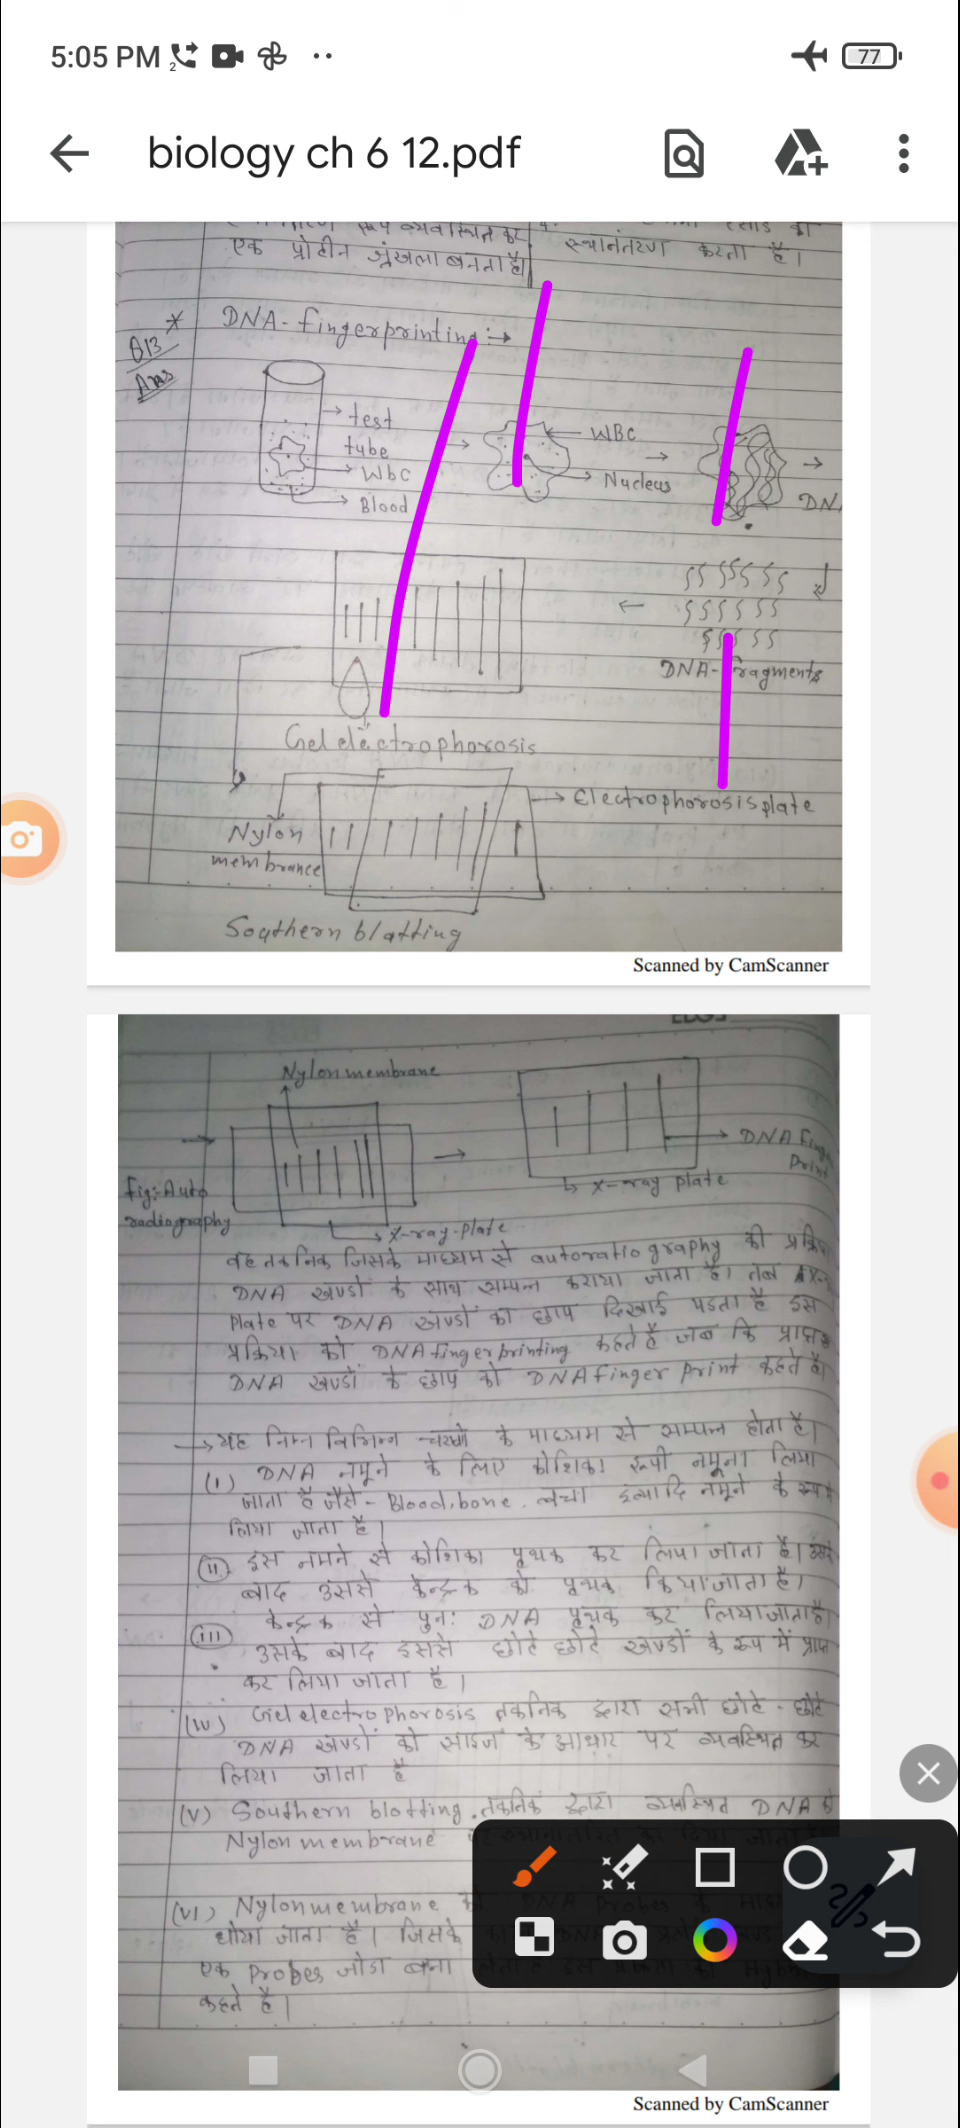 5:05 PM
77
biology ch 6 12.pdf
एक प्रोटीन श्रृंखला बनता है।
स्थानंतरण करता है।
* DNA-fingerprinting :→
Q13
Ans
→ test
tube
→ Wbc
→ Blood
WBC
Nucleus
DNA-fragments
Gel electrophorosis
Electrophorosis plate
Nylon
membrance
Southern blatting
Scanned by CamScanner
Nylon membrane
DNA fing
Print
x-ray plate
fig:-Auto
radiography
x-ray-plate
वह तकनिक जिसके माध्यम से autoratiography की
DNA खण्डों के साथ सम्पन्न कराया जाता है। तब
Plate पर DNA खण्डों का छाप दिखाई पडता है इस
प्रक्रिया को DNA finger printing कहते है जब कि
DNA खण्डों के छाप को DNA finger print कहते है
→ यह निम्न विभिन्न चरणो के माध्यम से सम्पन्न होता है।
(i) DNA नमूने के लिए कोशिका रूपी नमूना लिया
जाता है जैसे - Blood, bone, त्वचा इत्यादि नमूने के रूप
लिया जाता है।
(ii) इस नमने से कोशिका पृथक कर लिया जाता है।
बाद उससे केन्द्रक को पृथक किया जाता है।
(iii) केन्द्रक से पुन: DNA पृथक कर लिया जाता है।
उसके बाद इससे छोटे छोटे खण्डों के रूप में प्राप्त
कर लिया जाता है।
(iv) Gel electrophorosis तकनिक द्वारा सभी छोटे - छोटे
DNA खण्डों को साइज के आधार पर व्यवस्थित कर
लिया जाता है
(v) Southern blotting तकनिक द्वारा व्यवस्थित DNA
Nylon membrane
(vi) Nylon membrane
धोया जाता है। जिसके
एक Probes जोडा बना
कहते है।
Scanned by CamScanner